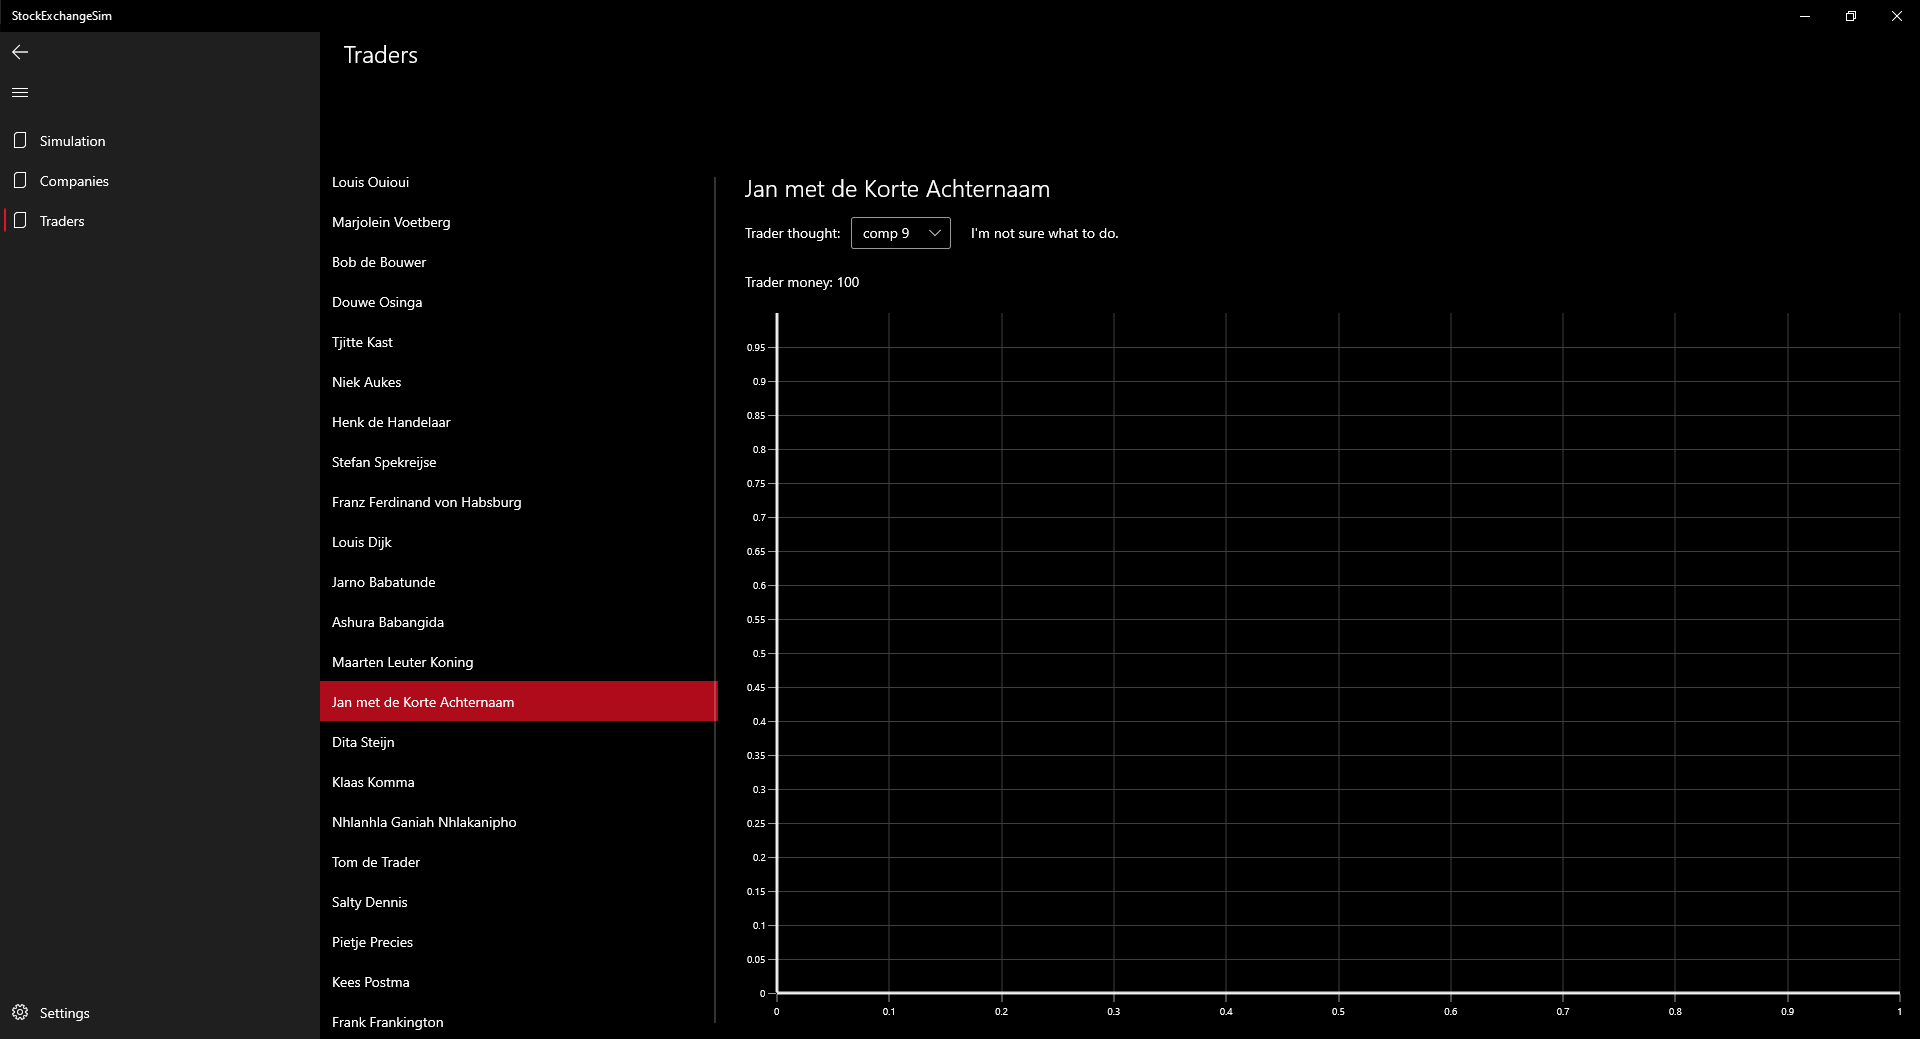 StockExchangeSim
Simulation
Companies
Traders
Settings
Traders
Louis Ouioui
Marjolein Voetberg
Bob de Bouwer
Douwe Osinga
Tjitte Kast
Niek Aukes
Henk de Handelaar
Stefan Spekreijse
Franz Ferdinand von Habsburg
Louis Dijk
Jarno Babatunde
Ashura Babangida
Maarten Leuter Koning
Jan met de Korte Achternaam
Dita Steijn
Klaas Komma
Nhlanhla Ganiah Nhlakanipho
Tom de Trader
Salty Dennis
Pietje Precies
Kees Postma
Frank Frankington
Jan met de Korte Achternaam
Trader thought: comp 9 I'm not sure what to do.
Trader money: 100
0.95
0.9
0.85
0.8
0.75
0.7
0.65
0.6
0.55
0.5
0.45
0.4
0.35
0.3
0.25
0.2
0.15
0.1
0.05
0
0 0.1 0.2 0.3 0.4 0.5 0.6 0.7 0.8 0.9 1